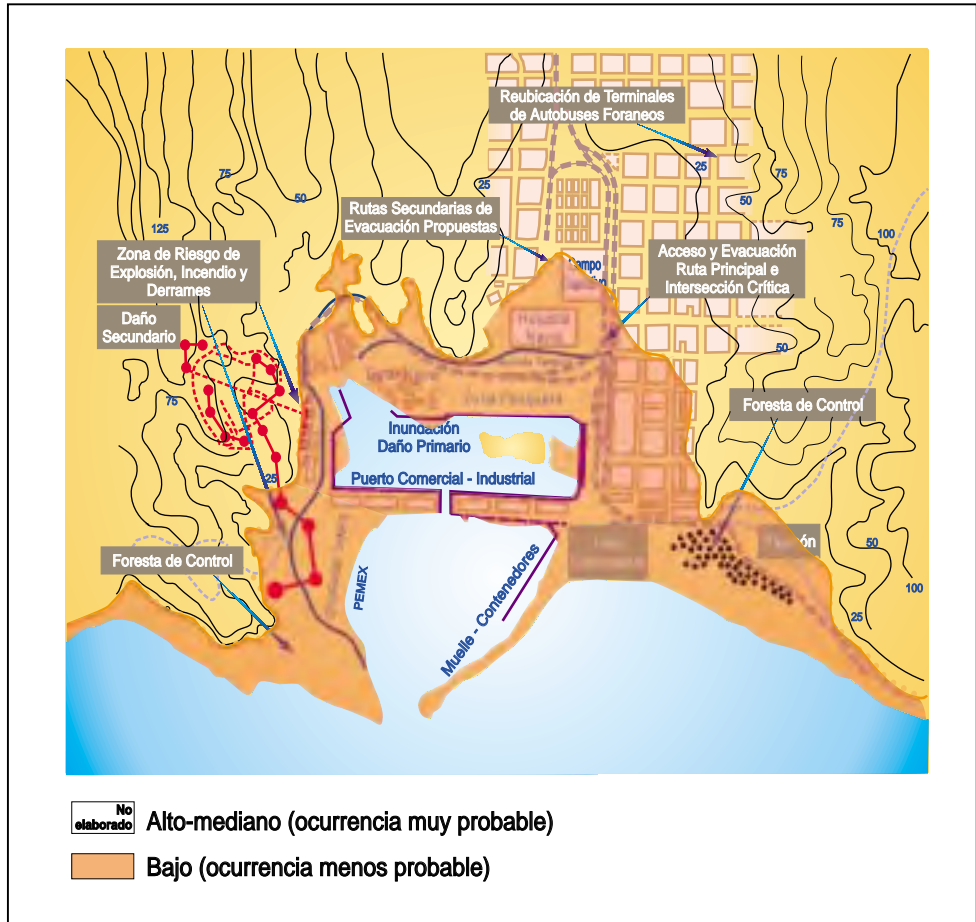 Reubicación de Terminales
de Autobuses Foraneos
25
75
75
25
50
50
Rutas Secundarias de
Evacuación Propuestas
75
125
100
Zona de Riesgo de
Explosión, Incendio y
Derrames
Acceso y Evacuación
Ruta Principal e
Intersección Crítica
Daño
Secundario
50
75
Foresta de Control
Inundación
Daño Primario
Puerto Comercial - Industrial
25
50
Foresta de Control
PEMEX
Muelle - Contenedores
100
25
No
elaborado
Alto-mediano (ocurrencia muy probable)
Bajo (ocurrencia menos probable)